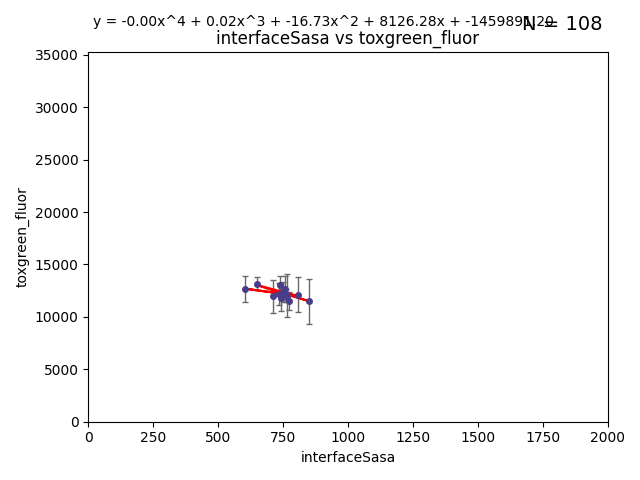 y = -0.00x^4 + 0.02x^3 + -16.73x^2 + 8126.28x +
N = 108
interfaceSasa vs toxgreen_fluor
35000
30000
25000
20000
15000
10000
5000
0
toxgreen_fluor
0 250 500 750 1000 1250 1500 1750 2000
interfaceSasa